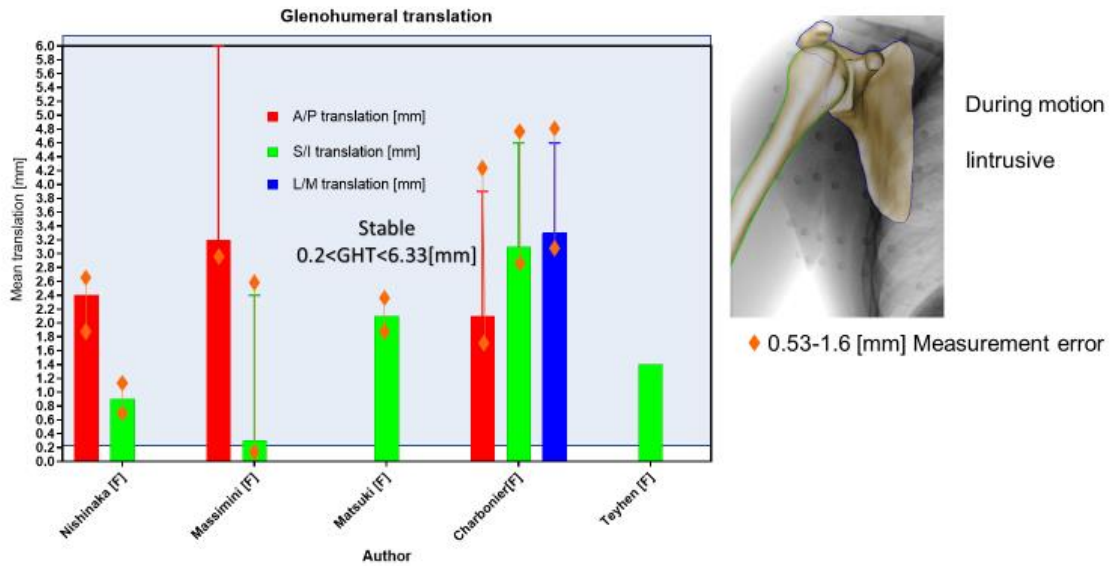 Glenohumeral translation
Mean translation [mm]
6.0
5.8
5.6
5.4
5.2
5.0
4.8
4.6
4.4
4.2
4.0
3.8
3.6
3.4
3.2
3.0
2.8
2.6
2.4
2.2
2.0
1.8
1.6
1.4
1.2
1.0
0.8
0.6
0.4
0.2
0.0
A/P translation [mm]
S/I translation [mm]
L/M translation [mm]
Stable
0.2<GHT<6.33[mm]
Nishinaka [F]
Massimini [F]
Matsuki [F]
Charbonier[F]
Teyhen [F]
Author
During motion
Iintrusive
0.53-1.6 [mm] Measurement error